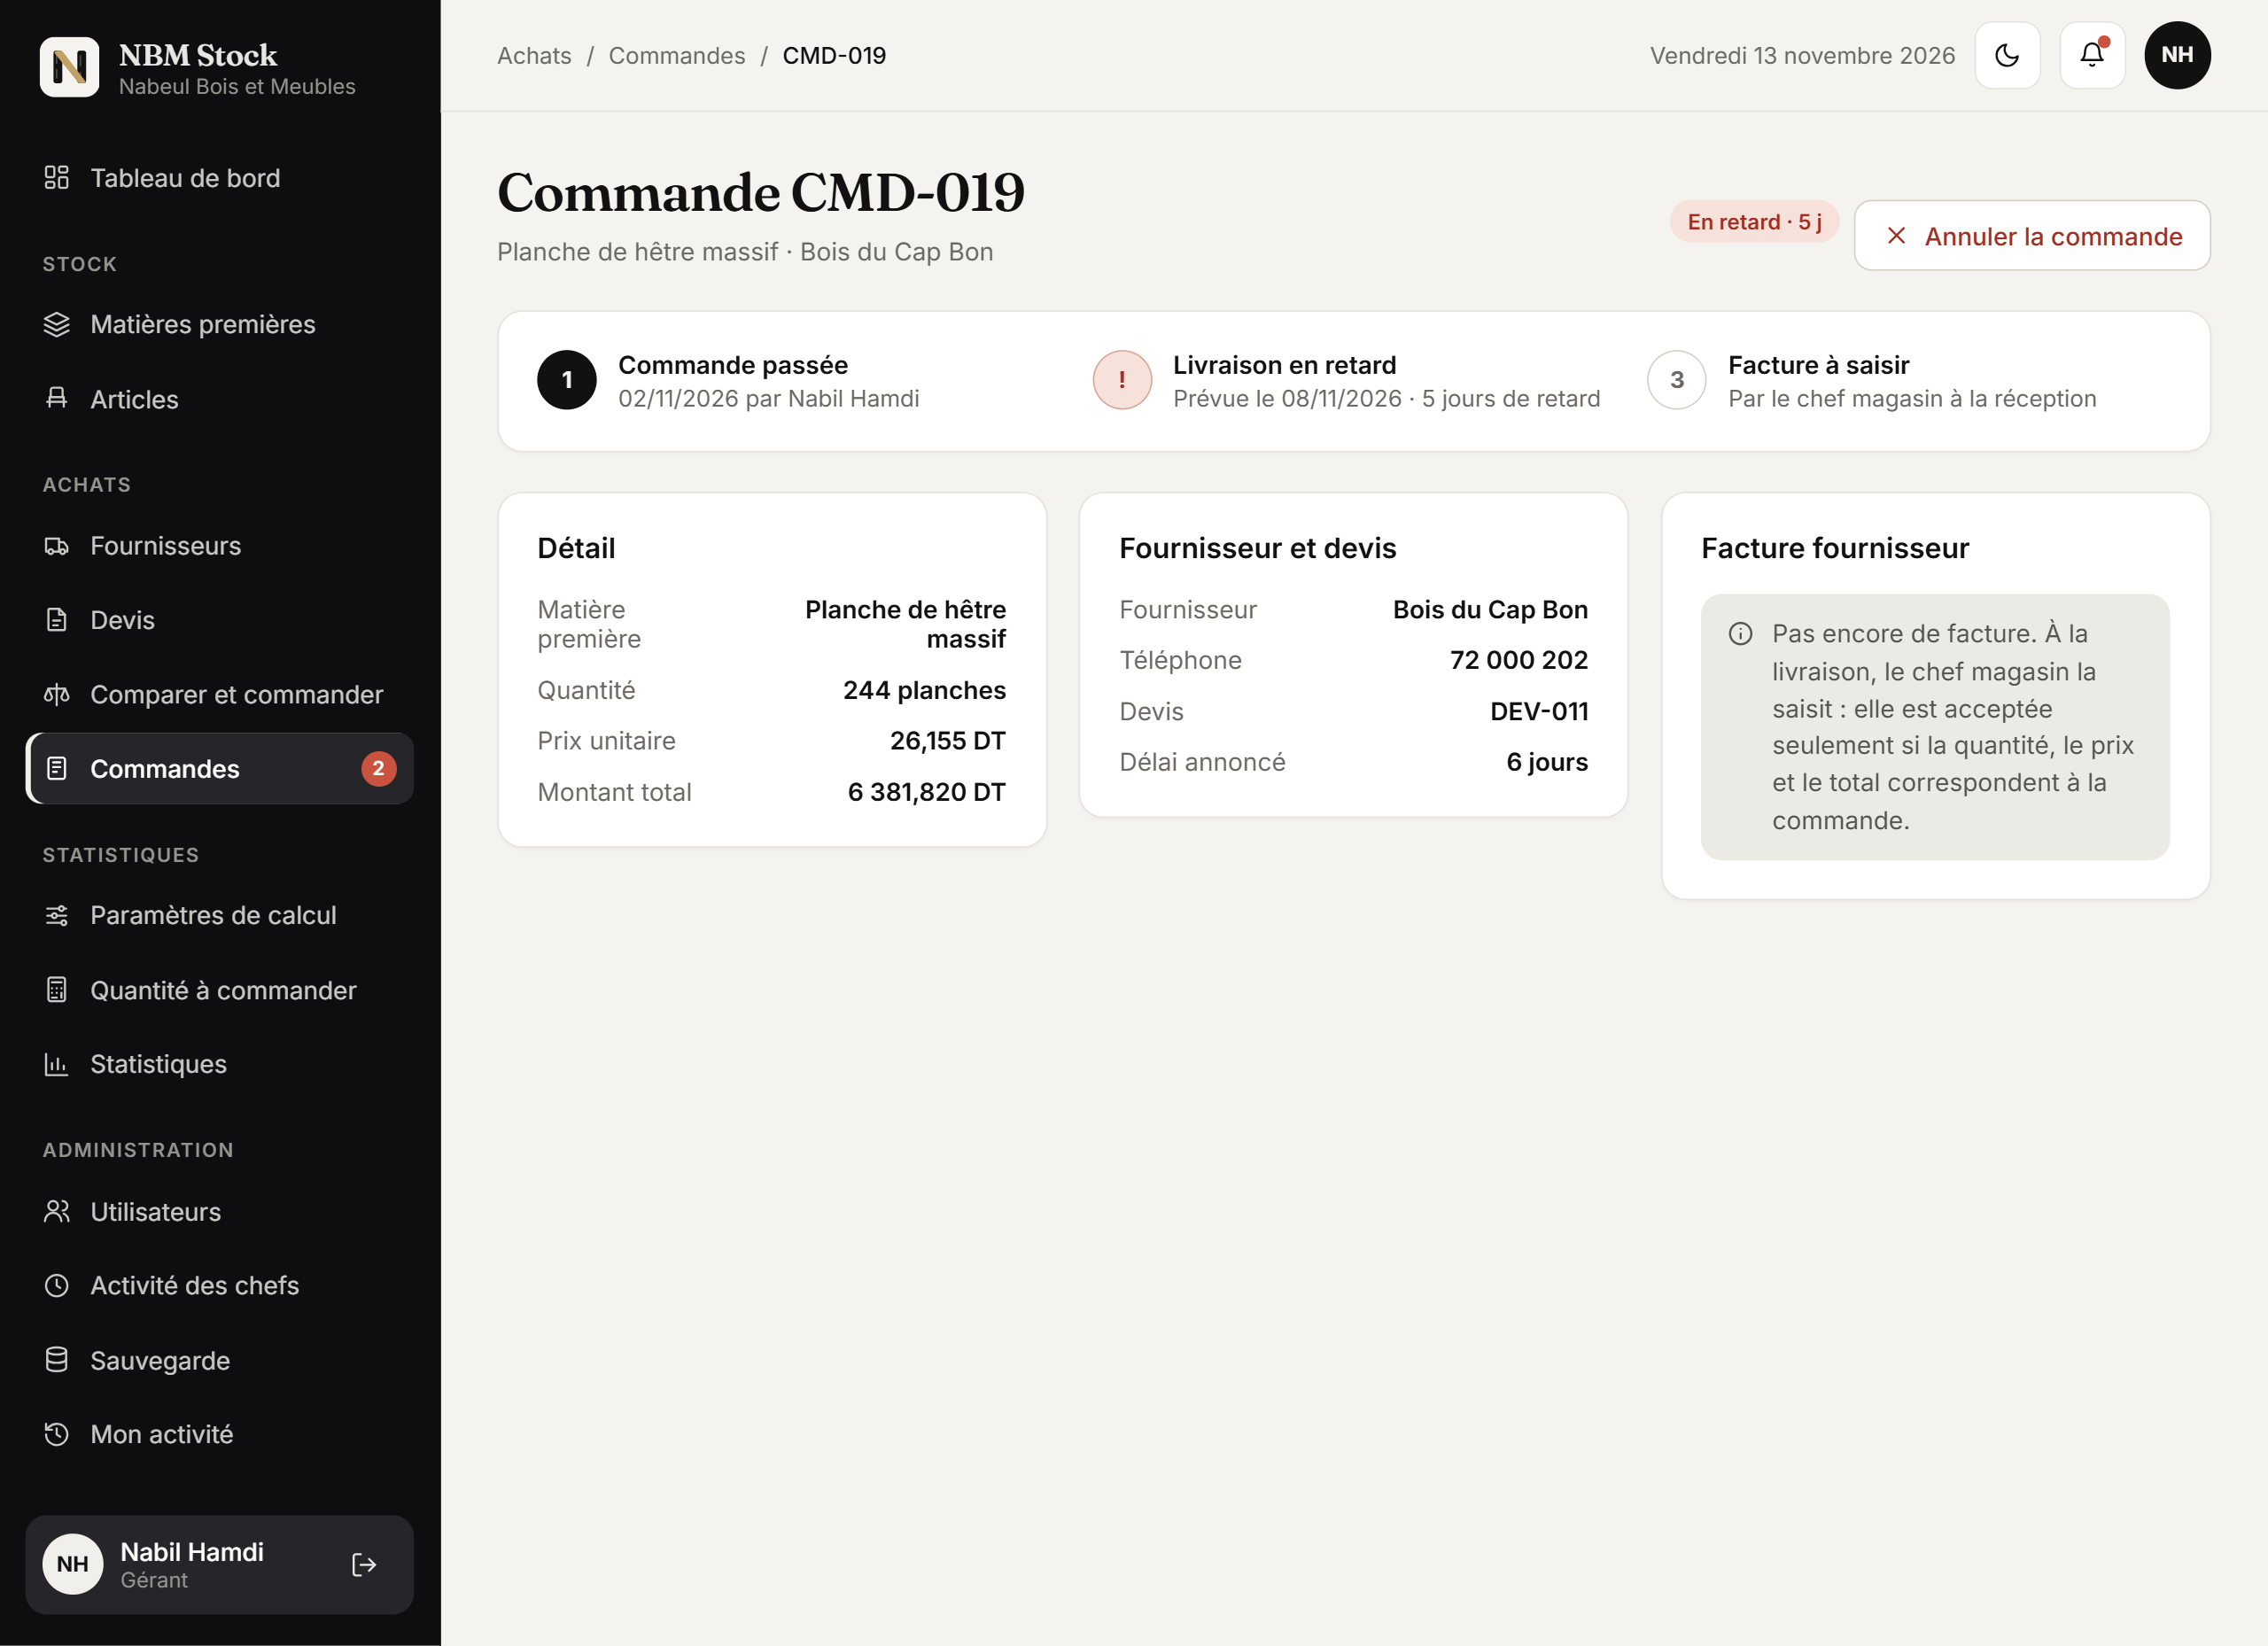 NBM Stock
Nabeul Bois et Meubles
Tableau de bord
STOCK
Matières premières
Articles
ACHATS
Fournisseurs
Devis
Comparer et commander
Commandes 2
STATISTIQUES
Paramètres de calcul
Quantité à commander
Statistiques
ADMINISTRATION
Utilisateurs
Activité des chefs
Sauvegarde
Mon activité
NH
Nabil Hamdi
Gérant
Achats / Commandes / CMD-019
Vendredi 13 novembre 2026
NH
Commande CMD-019
Planche de hêtre massif · Bois du Cap Bon
En retard · 5 j
Annuler la commande
1
Commande passée
02/11/2026 par Nabil Hamdi
!
Livraison en retard
Prévue le 08/11/2026 · 5 jours de retard
3
Facture à saisir
Par le chef magasin à la réception
Détail
Matière première
Planche de hêtre massif
Quantité 244 planches
Prix unitaire 26,155 DT
Montant total 6 381,820 DT
Fournisseur et devis
Fournisseur Bois du Cap Bon
Téléphone 72 000 202
Devis DEV-011
Délai annoncé 6 jours
Facture fournisseur
Pas encore de facture. À la
livraison, le chef magasin la
saisit : elle est acceptée
seulement si la quantité, le prix
et le total correspondent à la
commande.